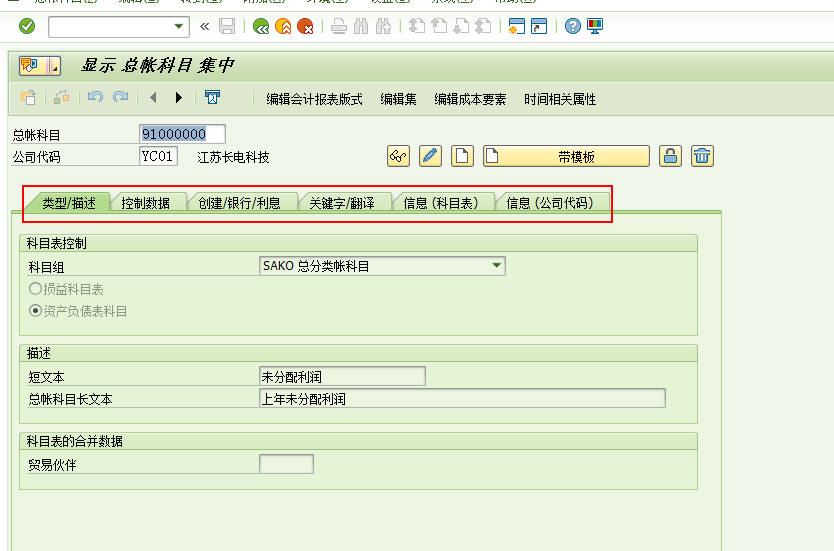 显示 总帐科目 集中
编辑会计报表版式 编辑集 编辑成本要素 时间相关属性
总帐科目 91000000
公司代码 YC01 江苏长电科技 带模板
类型/描述 控制数据 创建/银行/利息 关键字/翻译 信息 (科目表) 信息 (公司代码)
科目表控制
科目组 SAKO 总分类帐科目
损益科目表
资产负债表科目
描述
短文本 未分配利润
总帐科目长文本 上年未分配利润
科目表的合并数据
贸易伙伴